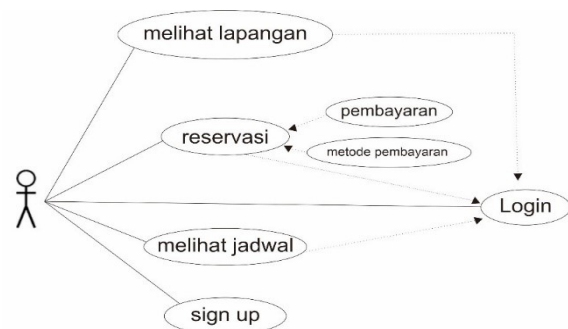 melihat lapangan
pembayaran
reservasi
metode pembayaran
Login
melihat jadwal
sign up